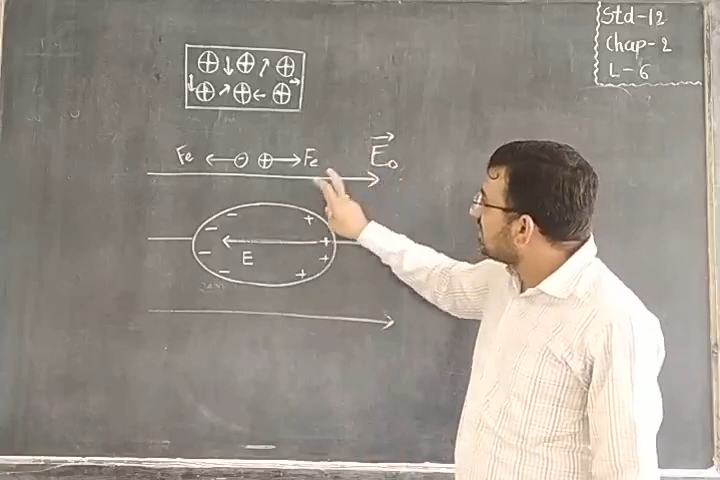 Std-12
Chap-2
L-6
⊕ ↓ ⊕ ↗ ⊕ →
↓ ⊕ ↗ ⊕ ← ⊕
Fe ← ⊖ ⊕ → Fe
E₀
- - + +
- - + +
E